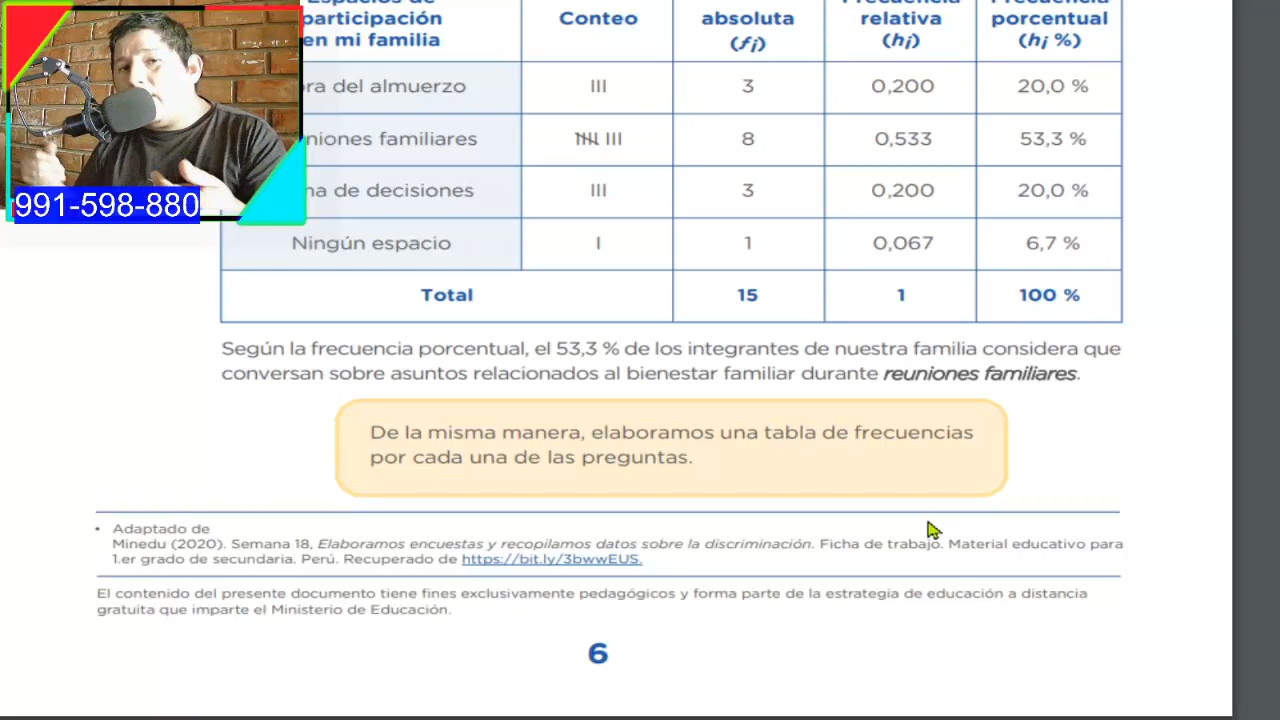 Espacios de participación en mi familia
Conteo
absoluta (fᵢ)
Frecuencia relativa (hᵢ)
Frecuencia porcentual (hᵢ %)
ra del almuerzo III 3 0,200 20,0 %
niones familiares IIII III 8 0,533 53,3 %
na de decisiones III 3 0,200 20,0 %
Ningún espacio I 1 0,067 6,7 %
Total 15 1 100 %
991-598-880
Según la frecuencia porcentual, el 53,3 % de los integrantes de nuestra familia considera que
conversan sobre asuntos relacionados al bienestar familiar durante reuniones familiares.
De la misma manera, elaboramos una tabla de frecuencias
por cada una de las preguntas.
• Adaptado de
Minedu (2020). Semana 18, Elaboramos encuestas y recopilamos datos sobre la discriminación. Ficha de trabajo. Material educativo para
1.er grado de secundaria. Perú. Recuperado de https://bit.ly/3bwwEUS.
El contenido del presente documento tiene fines exclusivamente pedagógicos y forma parte de la estrategia de educación a distancia
gratuita que imparte el Ministerio de Educación.
6